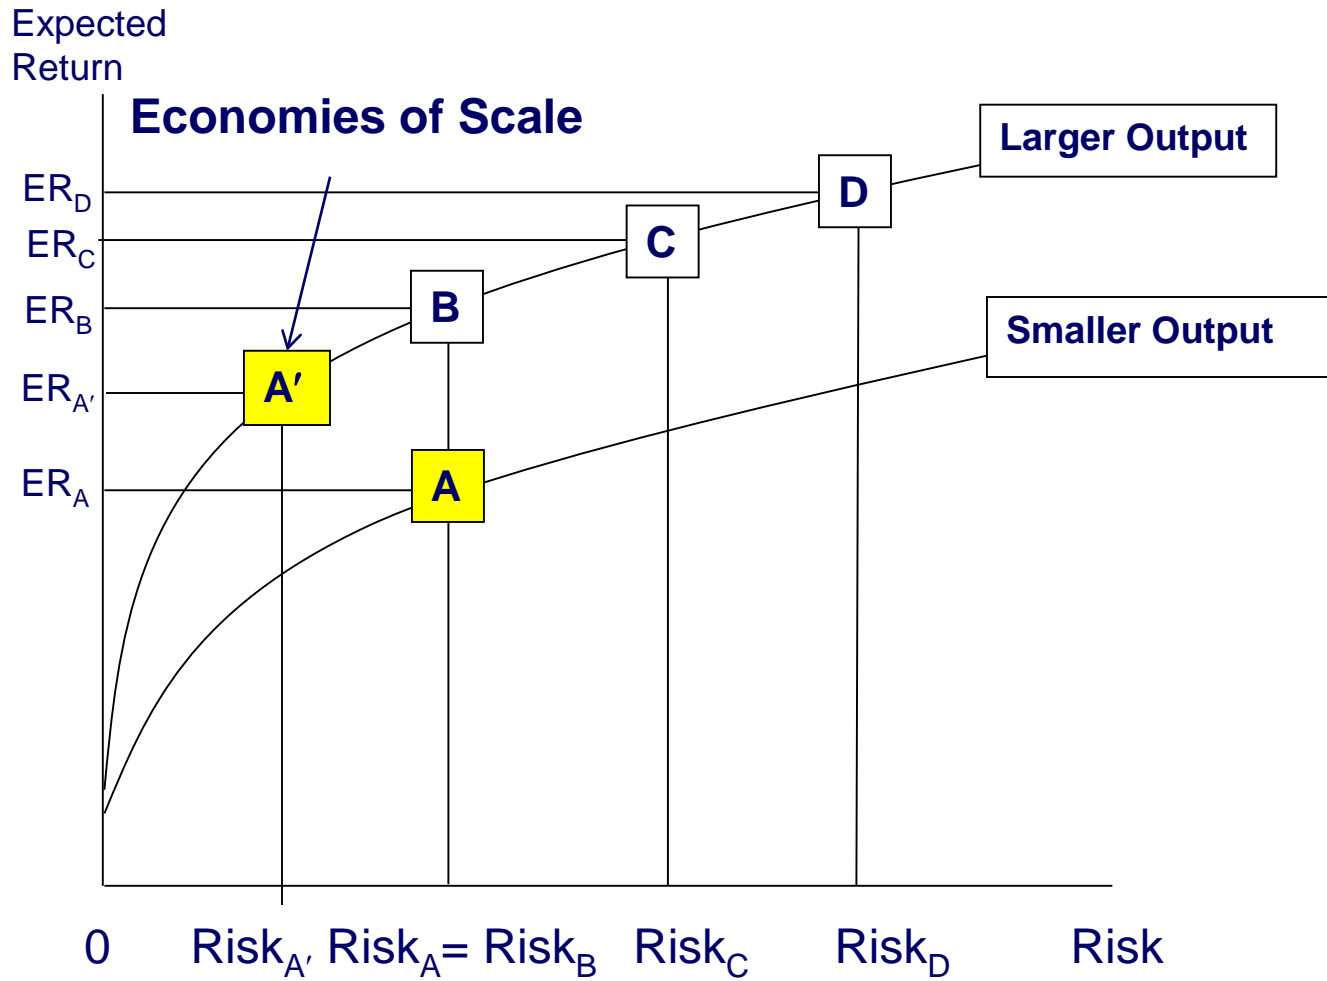 Expected
Return
Economies of Scale
Larger Output
ER_D
D
ER_C
C
ER_B
B
Smaller Output
ER_A′
A′
ER_A
A
0 Risk_A′ Risk_A= Risk_B Risk_C Risk_D Risk